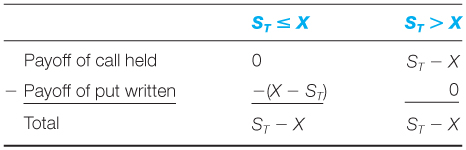 S_T ≤ X S_T > X
Payoff of call held 0 S_T − X
− Payoff of put written −(X − S_T) 0
Total S_T − X S_T − X